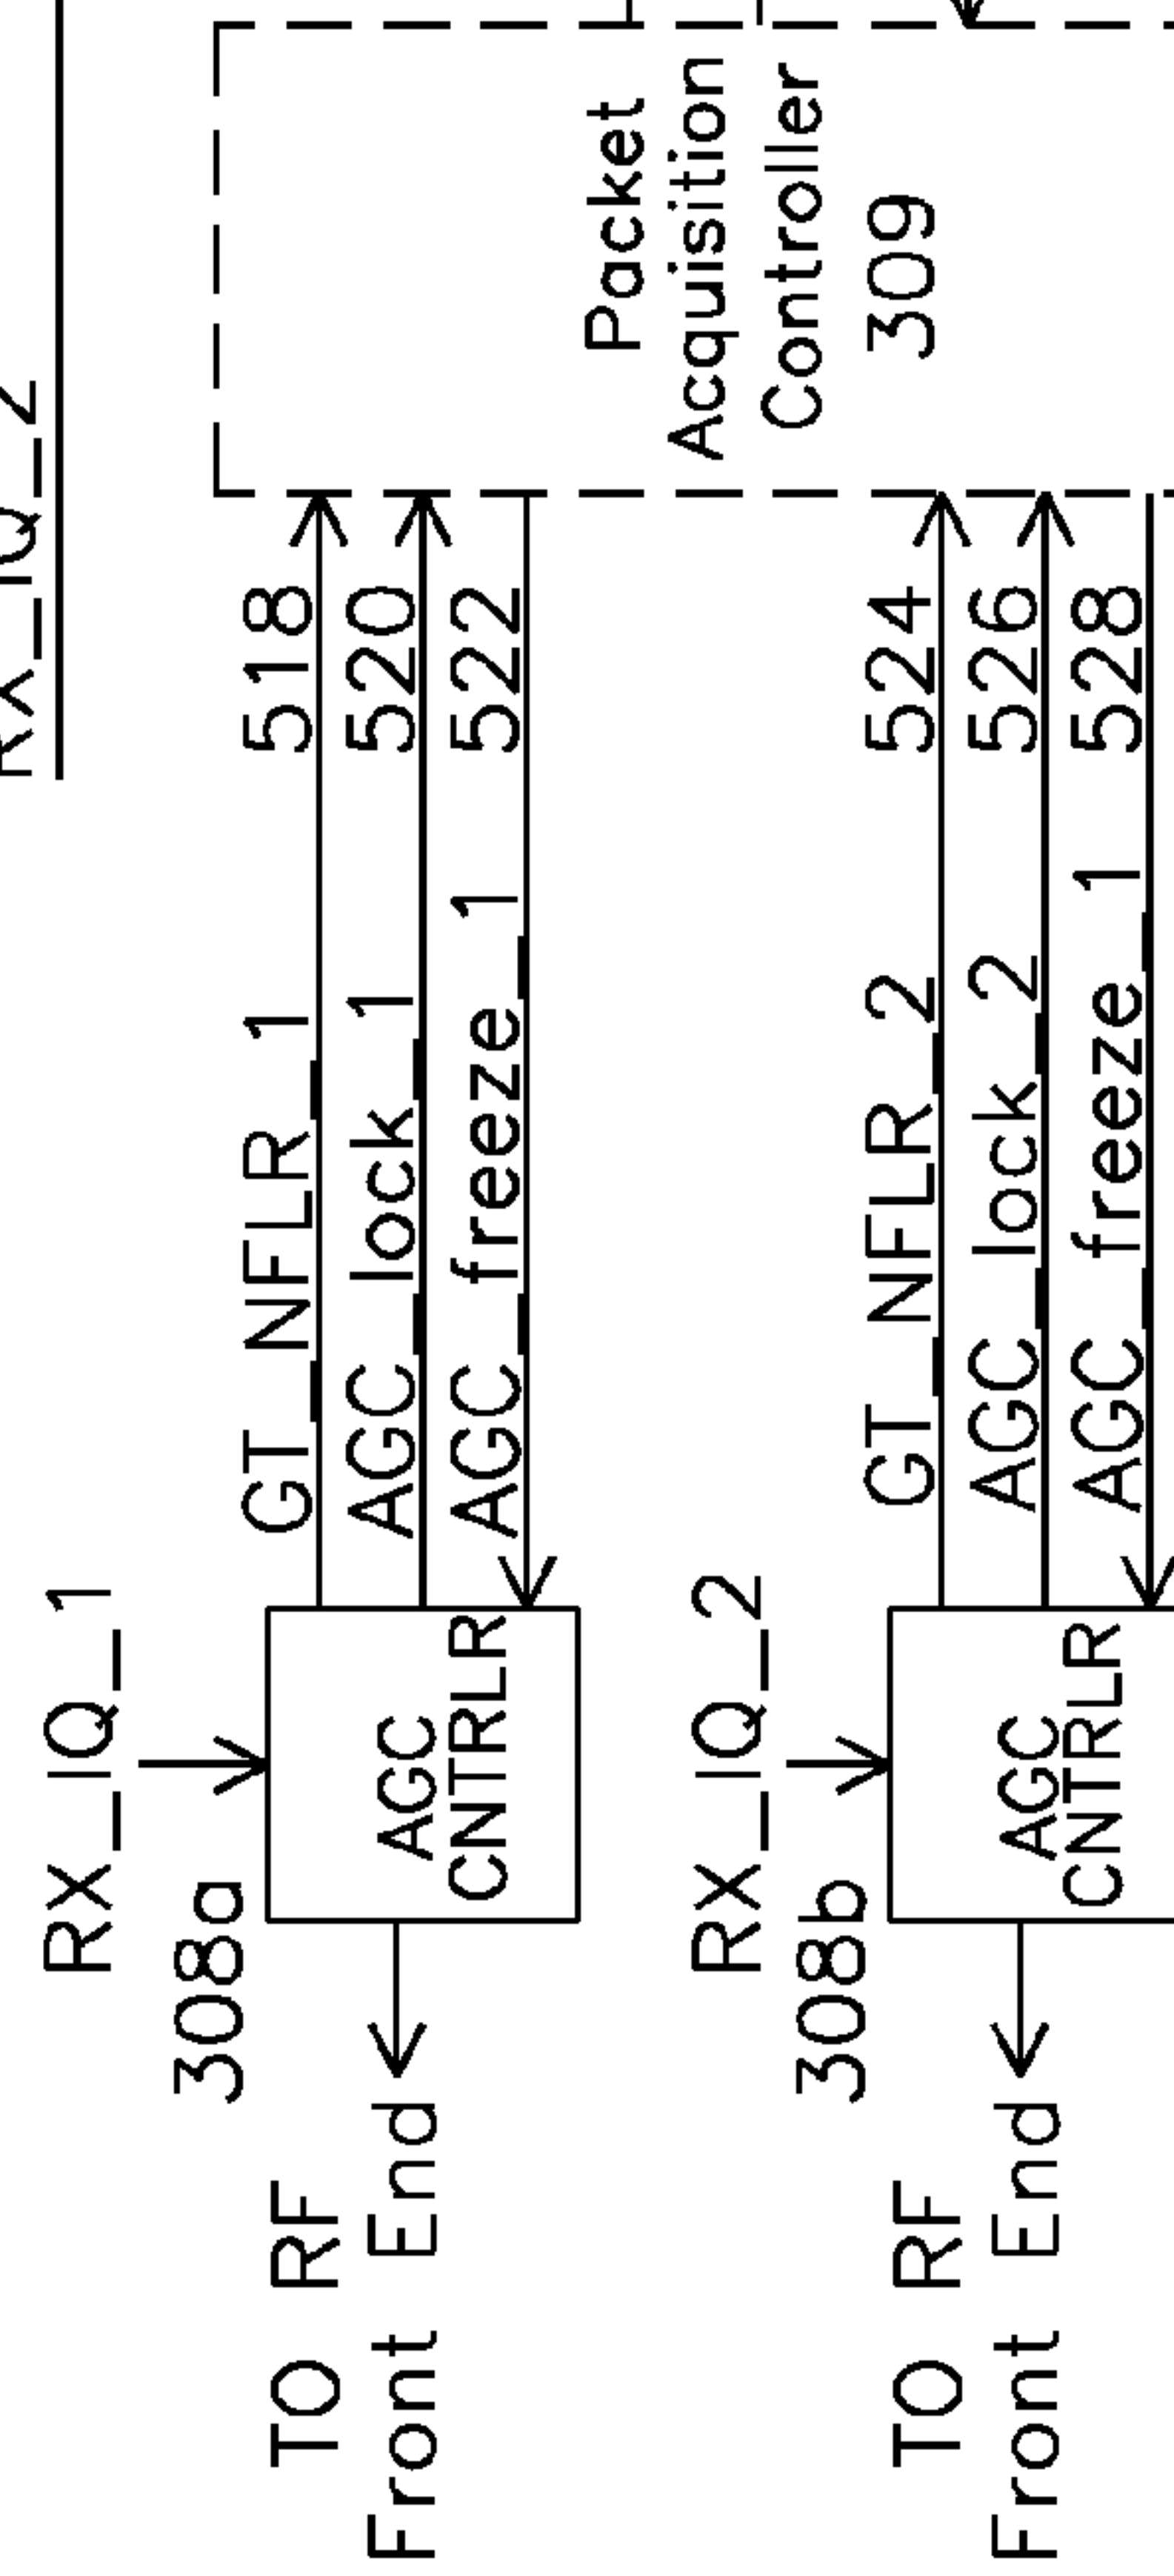 RX_IQ_2
RX_IQ_1
308a
TO RF
Front End
AGC
CNTRLR
GT_NFLR_1 518
AGC_lock_1 520
AGC_freeze_1 522
Packet
Acquisition
Controller
309
RX_IQ_2
308b
TO RF
Front End
AGC
CNTRLR
GT_NFLR_2 524
AGC_lock_2 526
AGC_freeze_1 528